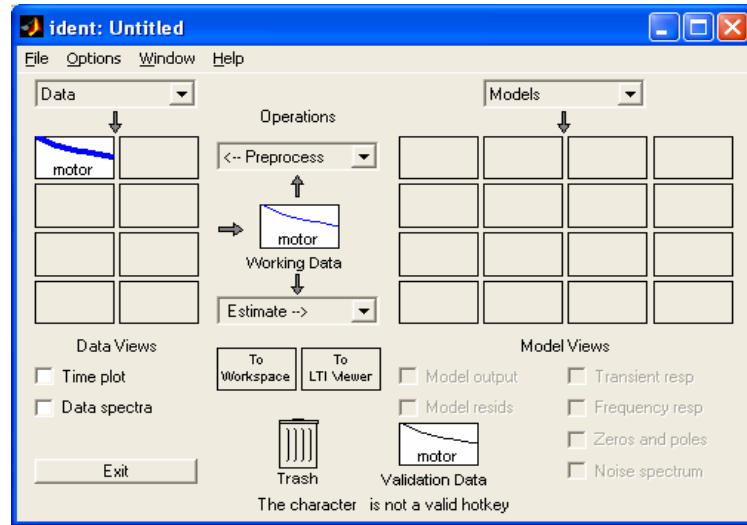 ident: Untitled
File Options Window Help
Data
Models
Operations
motor
<-- Preprocess
motor
Working Data
Estimate -->
Data Views
Model Views
Time plot
Data spectra
To Workspace
To LTI Viewer
Model output
Transient resp
Model resids
Frequency resp
Zeros and poles
Noise spectrum
Exit
Trash
motor
Validation Data
The character is not a valid hotkey